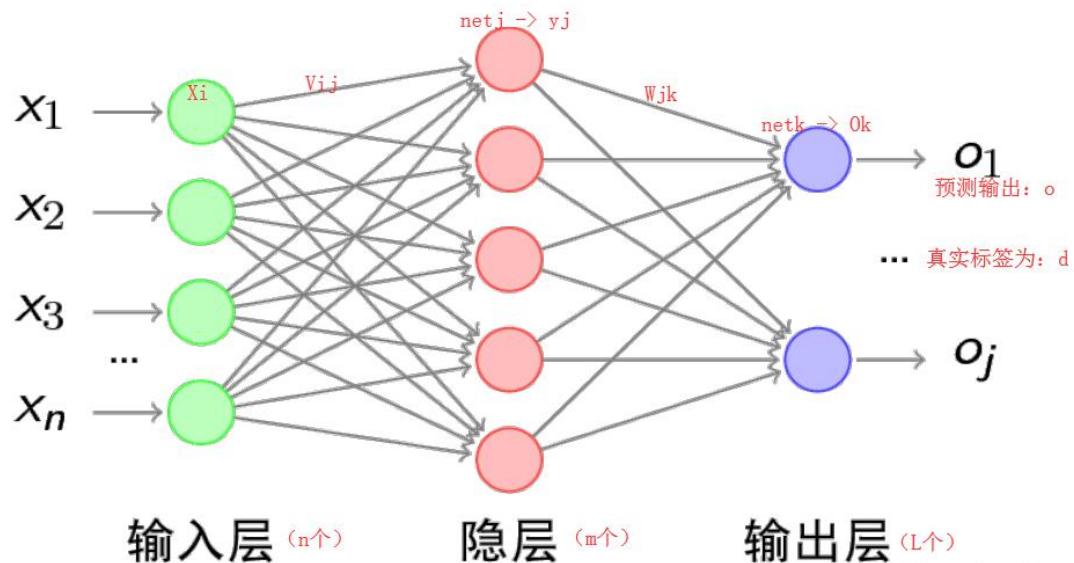 netj -> yj
Xi
Vij
Wjk
x1
netk -> Ok
o1
预测输出: o
x2
... 真实标签为: d
x3
...
oj
xn
输入层 (n个) 隐层 (m个) 输出层 (L个)